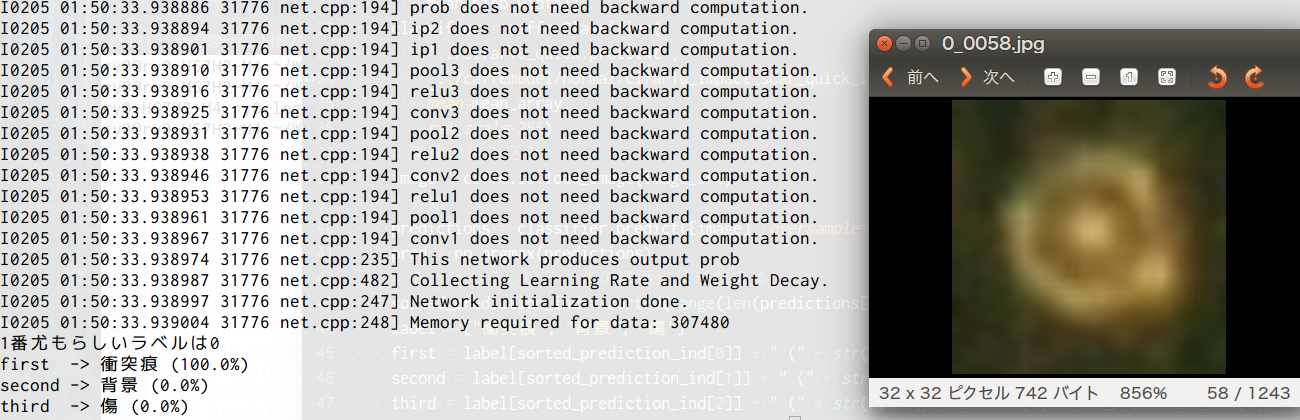 I0205 01:50:33.938886 31776 net.cpp:194] prob does not need backward computation.
I0205 01:50:33.938894 31776 net.cpp:194] ip2 does not need backward computation.
I0205 01:50:33.938901 31776 net.cpp:194] ip1 does not need backward computation.
I0205 01:50:33.938910 31776 net.cpp:194] pool3 does not need backward computation.
I0205 01:50:33.938916 31776 net.cpp:194] relu3 does not need backward computation.
I0205 01:50:33.938925 31776 net.cpp:194] conv3 does not need backward computation.
I0205 01:50:33.938931 31776 net.cpp:194] pool2 does not need backward computation.
I0205 01:50:33.938938 31776 net.cpp:194] relu2 does not need backward computation.
I0205 01:50:33.938946 31776 net.cpp:194] conv2 does not need backward computation.
I0205 01:50:33.938953 31776 net.cpp:194] relu1 does not need backward computation.
I0205 01:50:33.938961 31776 net.cpp:194] pool1 does not need backward computation.
I0205 01:50:33.938967 31776 net.cpp:194] conv1 does not need backward computation.
I0205 01:50:33.938974 31776 net.cpp:235] This network produces output prob
I0205 01:50:33.938987 31776 net.cpp:482] Collecting Learning Rate and Weight Decay.
I0205 01:50:33.938997 31776 net.cpp:247] Network initialization done.
I0205 01:50:33.939004 31776 net.cpp:248] Memory required for data: 307480
1番尤もらしいラベルは0
first -> 衝突痕 (100.0%)
second -> 背景 (0.0%)
third -> 傷 (0.0%)
45 first = label[sorted_prediction_ind[0]] + " (" + str(
46 second = label[sorted_prediction_ind[1]] + " (" + str
47 third = label[sorted_prediction_ind[2]] + " (" + str(
0_0058.jpg
前へ 次へ
32 x 32 ピクセル 742 バイト 856% 58 / 1243